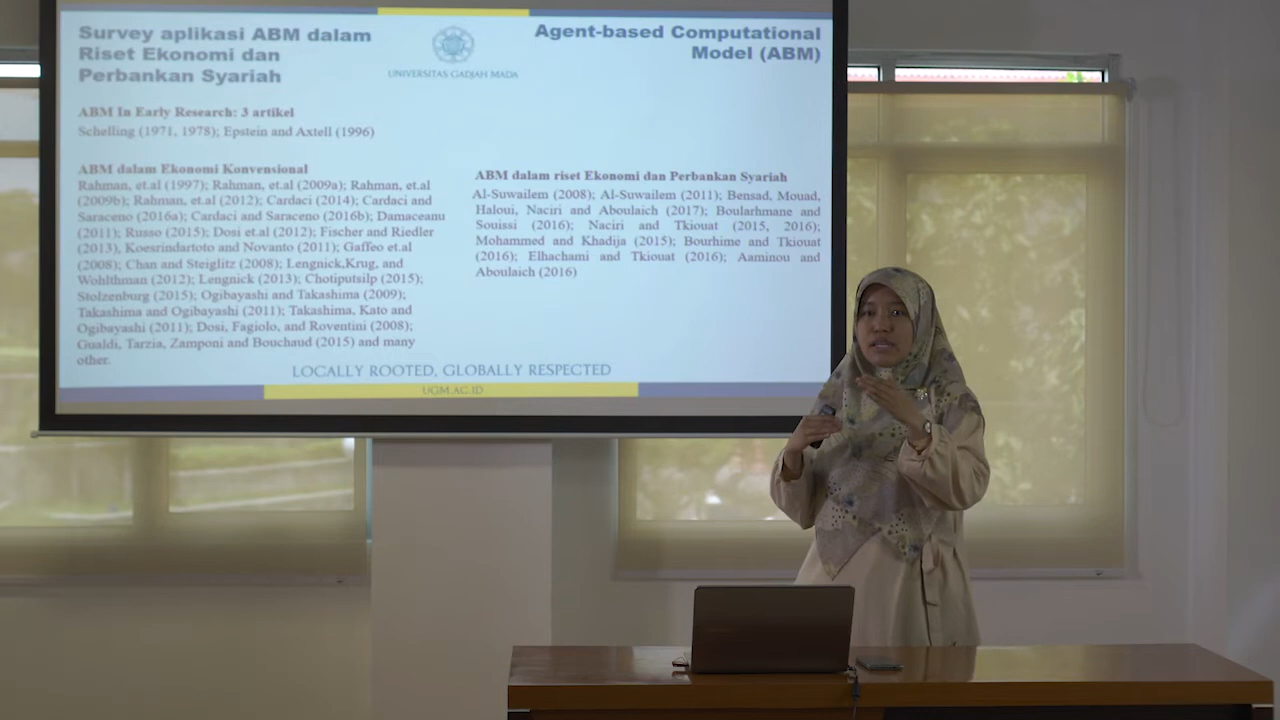 Survey aplikasi ABM dalam
Riset Ekonomi dan
Perbankan Syariah
UNIVERSITAS GADJAH MADA
Agent-based Computational
Model (ABM)
ABM In Early Research: 3 artikel
Schelling (1971, 1978); Epstein and Axtell (1996)
ABM dalam Ekonomi Konvensional
Rahman, et.al (1997); Rahman, et.al (2009a); Rahman, et.al
(2009b); Rahman, et.al (2012); Cardaci (2014); Cardaci and
Saraceno (2016a); Cardaci and Saraceno (2016b); Damaceanu
(2011); Russo (2015); Dosi et.al (2012); Fischer and Riedler
(2013), Koesrindartoto and Novanto (2011); Gaffeo et.al
(2008); Chan and Steiglitz (2008); Lengnick,Krug, and
Wohlthman (2012); Lengnick (2013); Chotiputsilp (2015);
Stolzenburg (2015); Ogibayashi and Takashima (2009);
Takashima and Ogibayashi (2011); Takashima, Kato and
Ogibayashi (2011); Dosi, Fagiolo, and Roventini (2008);
Gualdi, Tarzia, Zamponi and Bouchaud (2015) and many
other.
ABM dalam riset Ekonomi dan Perbankan Syariah
Al-Suwailem (2008); Al-Suwailem (2011); Bensad, Mouad,
Haloui, Naciri and Aboulaich (2017); Boularhmane and
Souissi (2016); Naciri and Tkiouat (2015, 2016);
Mohammed and Khadija (2015); Bourhime and Tkiouat
(2016); Elhachami and Tkiouat (2016); Aaminou and
Aboulaich (2016)
LOCALLY ROOTED, GLOBALLY RESPECTED
UGM.AC.ID